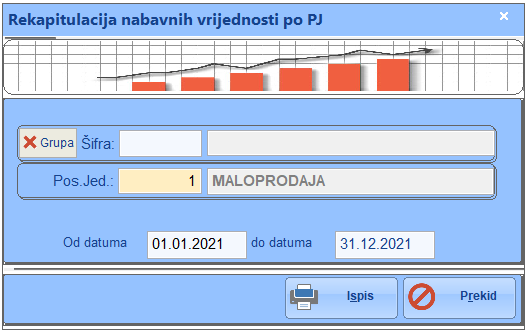 Rekapitulacija nabavnih vrijednosti po PJ
Grupa Šifra:
Pos.Jed.: 1 MALOPRODAJA
Od datuma 01.01.2021 do datuma 31.12.2021
Ispis Prekid